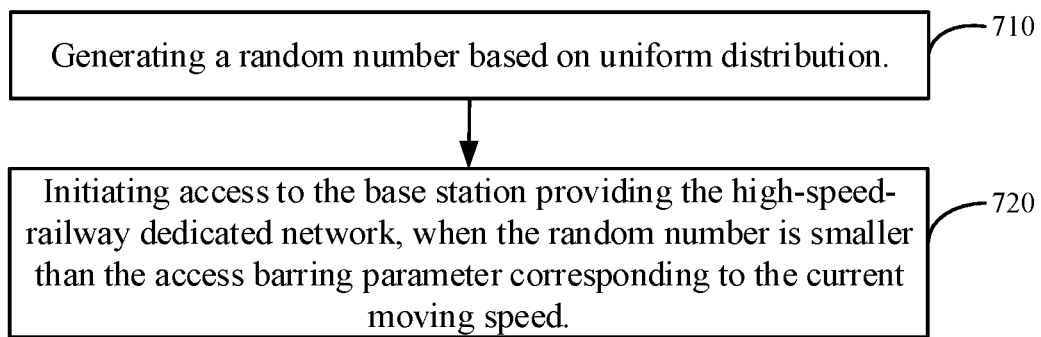 Generating a random number based on uniform distribution.
710
Initiating access to the base station providing the high-speed-
railway dedicated network, when the random number is smaller
than the access barring parameter corresponding to the current
moving speed.
720